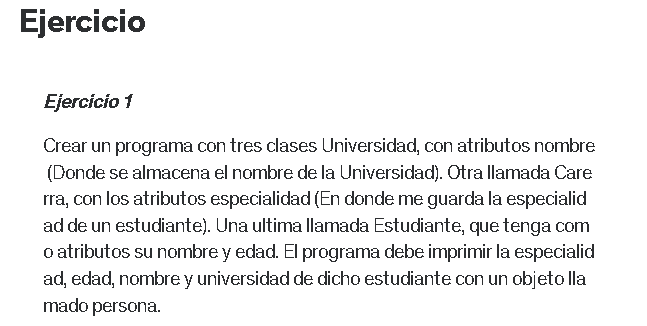 Ejercicio
Ejercicio 1
Crear un programa con tres clases Universidad, con atributos nombre
(Donde se almacena el nombre de la Universidad). Otra llamada Care
rra, con los atributos especialidad (En donde me guarda la especialid
ad de un estudiante). Una ultima llamada Estudiante, que tenga com
o atributos su nombre y edad. El programa debe imprimir la especialid
ad, edad, nombre y universidad de dicho estudiante con un objeto lla
mado persona.